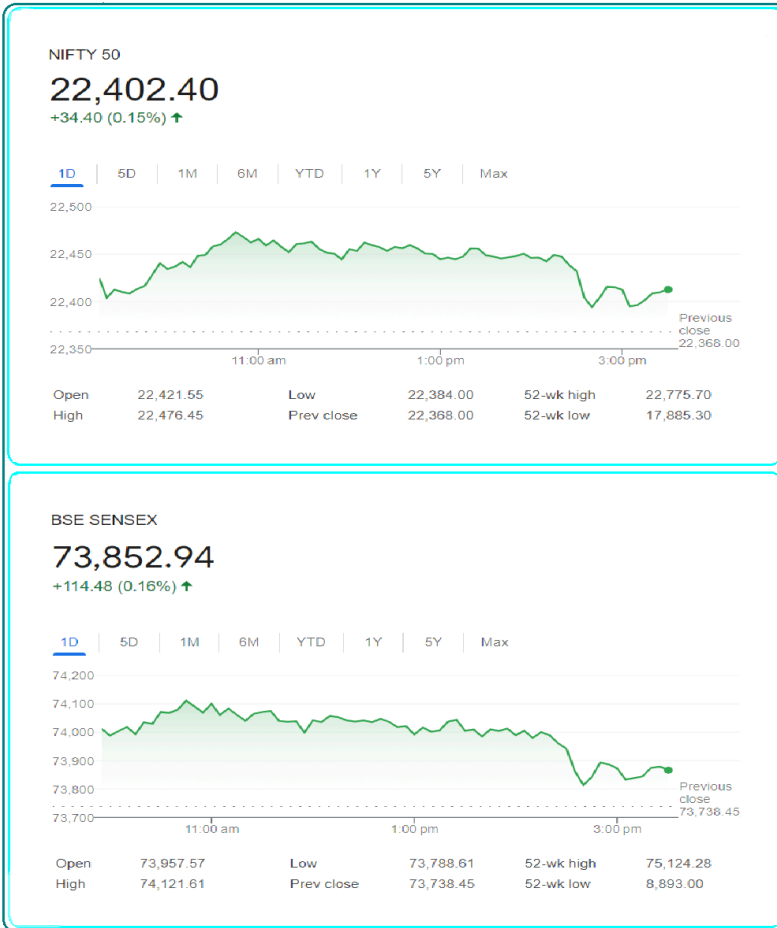 NIFTY 50
22,402.40
+34.40 (0.15%) ↑
1D 5D 1M 6M YTD 1Y 5Y Max
22,500
22,450
22,400
Previous
close
22,368.00
22,350
11:00 am 1:00 pm 3:00 pm
Open 22,421.55 Low 22,384.00 52-wk high 22,775.70
High 22,476.45 Prev close 22,368.00 52-wk low 17,885.30
BSE SENSEX
73,852.94
+114.48 (0.16%) ↑
1D 5D 1M 6M YTD 1Y 5Y Max
74,200
74,100
74,000
73,900
73,800
Previous
close
73,738.45
73,700
11:00 am 1:00 pm 3:00 pm
Open 73,957.57 Low 73,788.61 52-wk high 75,124.28
High 74,121.61 Prev close 73,738.45 52-wk low 8,893.00